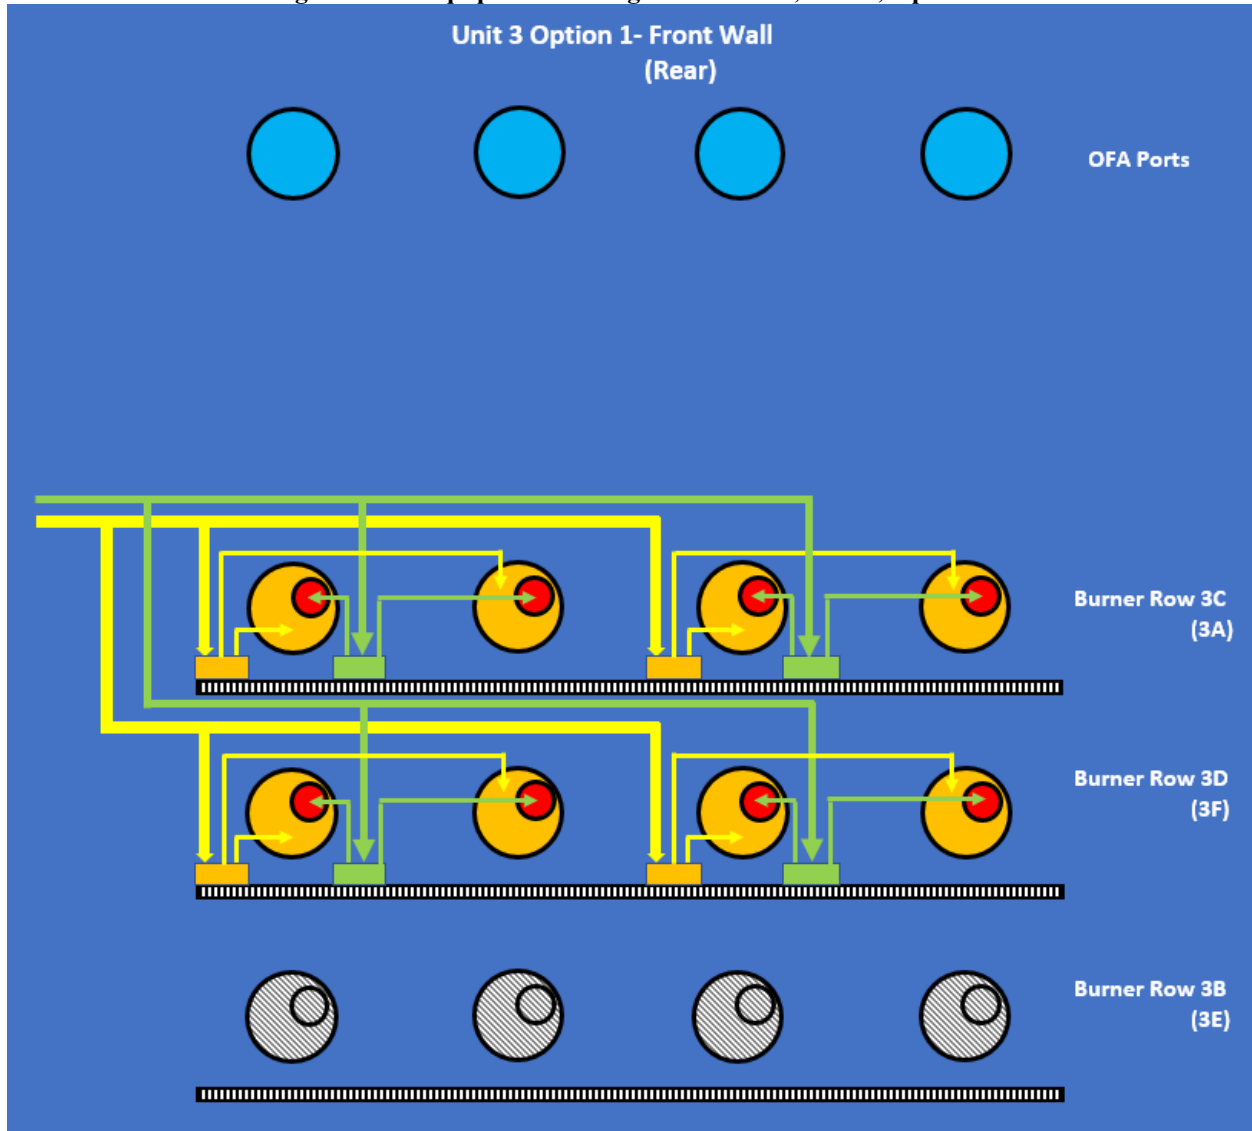 Unit 3 Option 1- Front Wall
(Rear)
OFA Ports
Burner Row 3C
(3A)
Burner Row 3D
(3F)
Burner Row 3B
(3E)